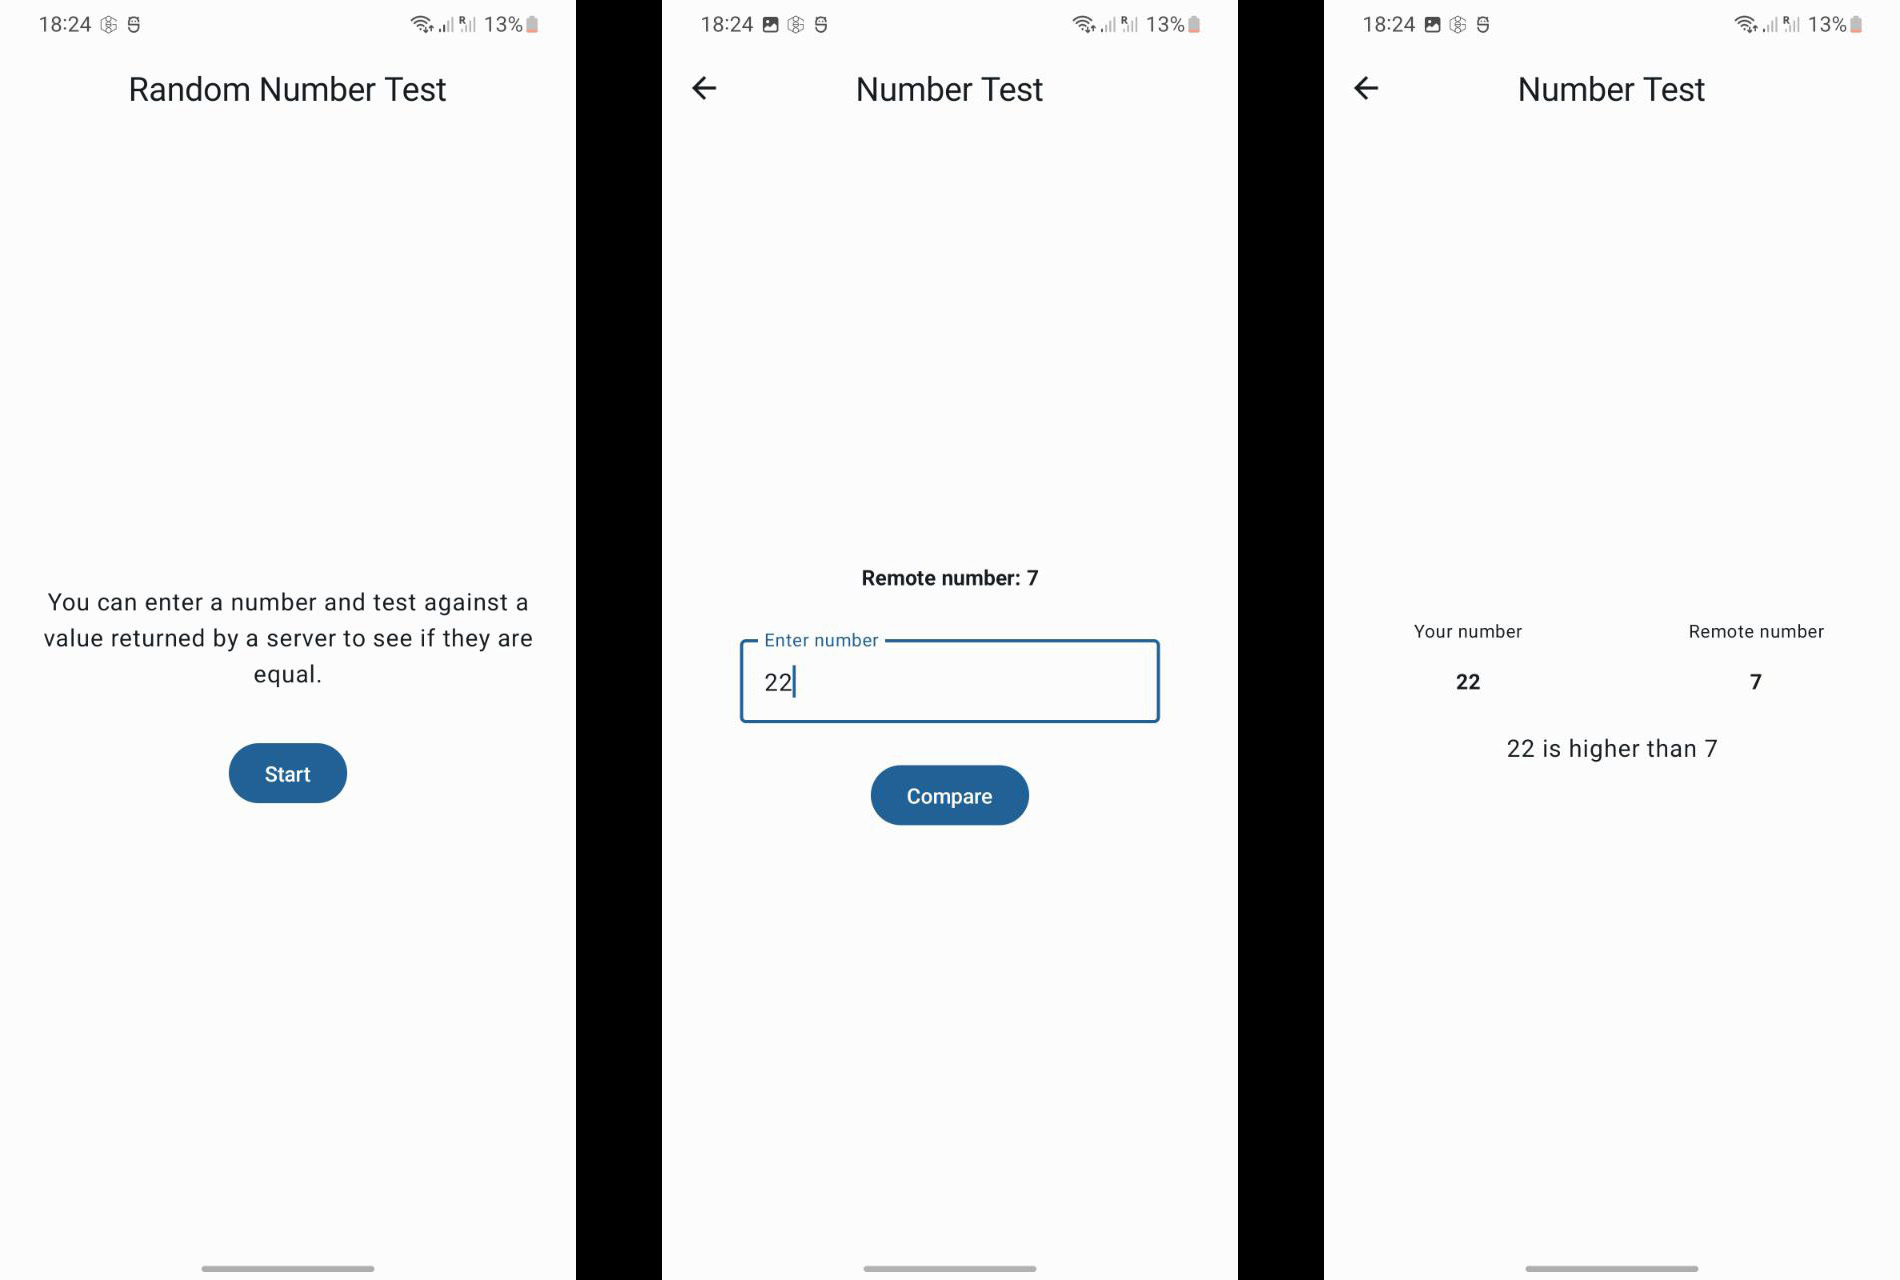 18:24
13%
Random Number Test
You can enter a number and test against a
value returned by a server to see if they are
equal.
Start
18:24
13%
Number Test
Remote number: 7
Enter number
22
Compare
18:24
13%
Number Test
Your number
Remote number
22
7
22 is higher than 7